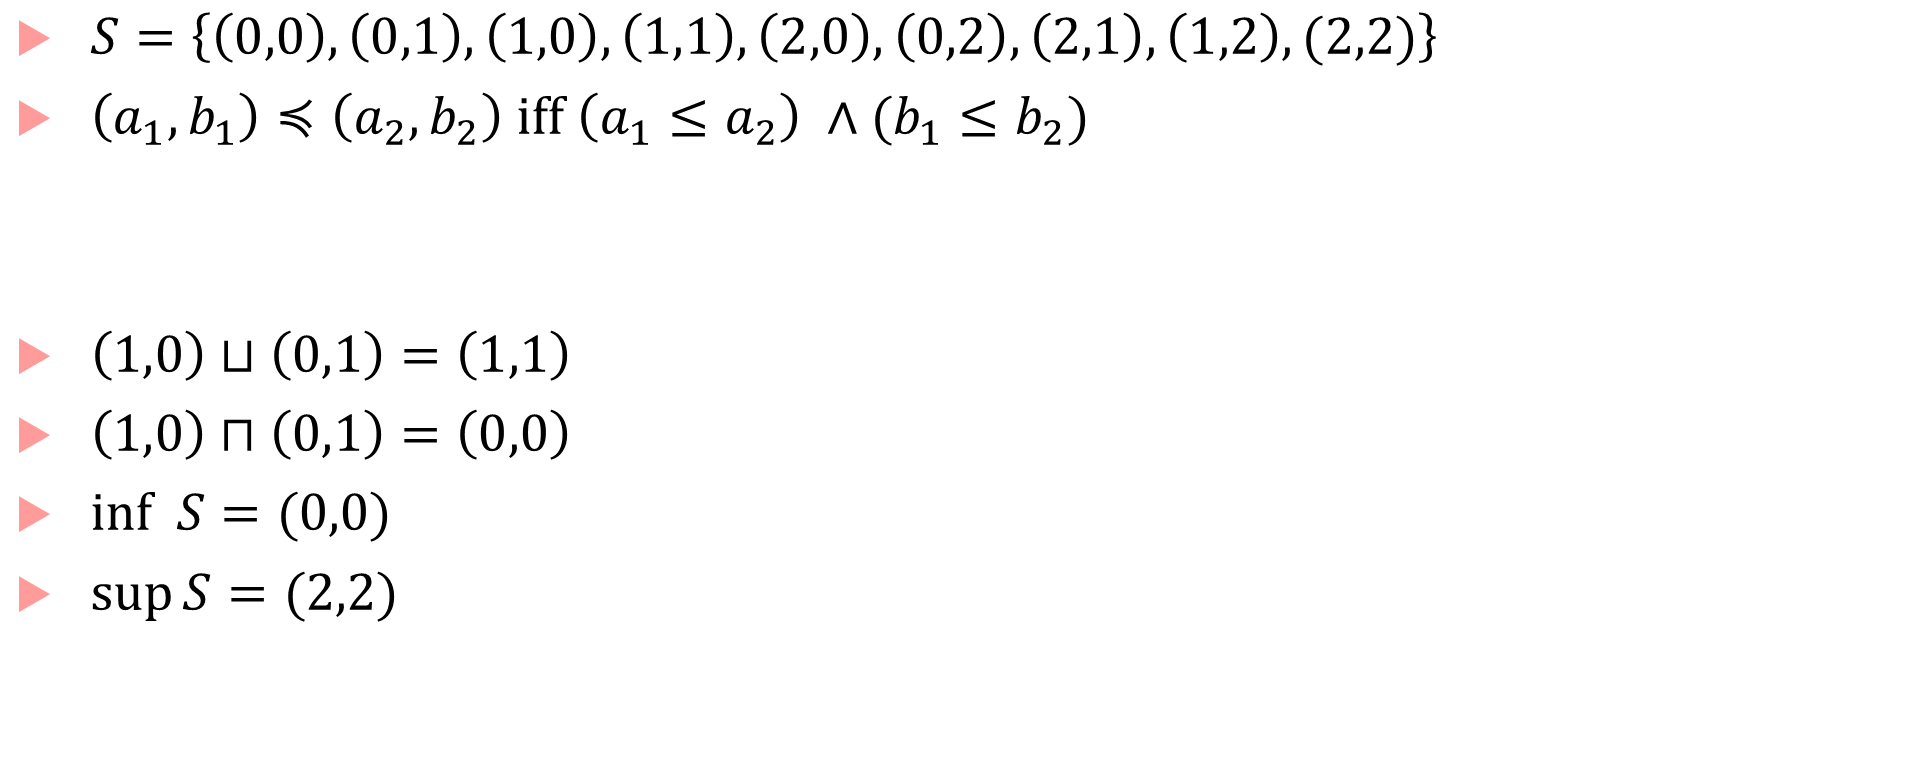 S = {(0,0), (0,1), (1,0), (1,1), (2,0), (0,2), (2,1), (1,2), (2,2)}
(a₁, b₁) ≼ (a₂, b₂) iff (a₁ ≤ a₂) ∧ (b₁ ≤ b₂)
(1,0) ⊔ (0,1) = (1,1)
(1,0) ⊓ (0,1) = (0,0)
inf S = (0,0)
sup S = (2,2)